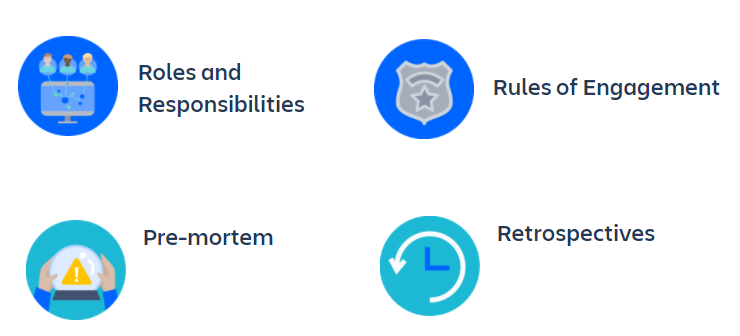 Roles and
Responsibilities
Rules of Engagement
Pre-mortem
Retrospectives